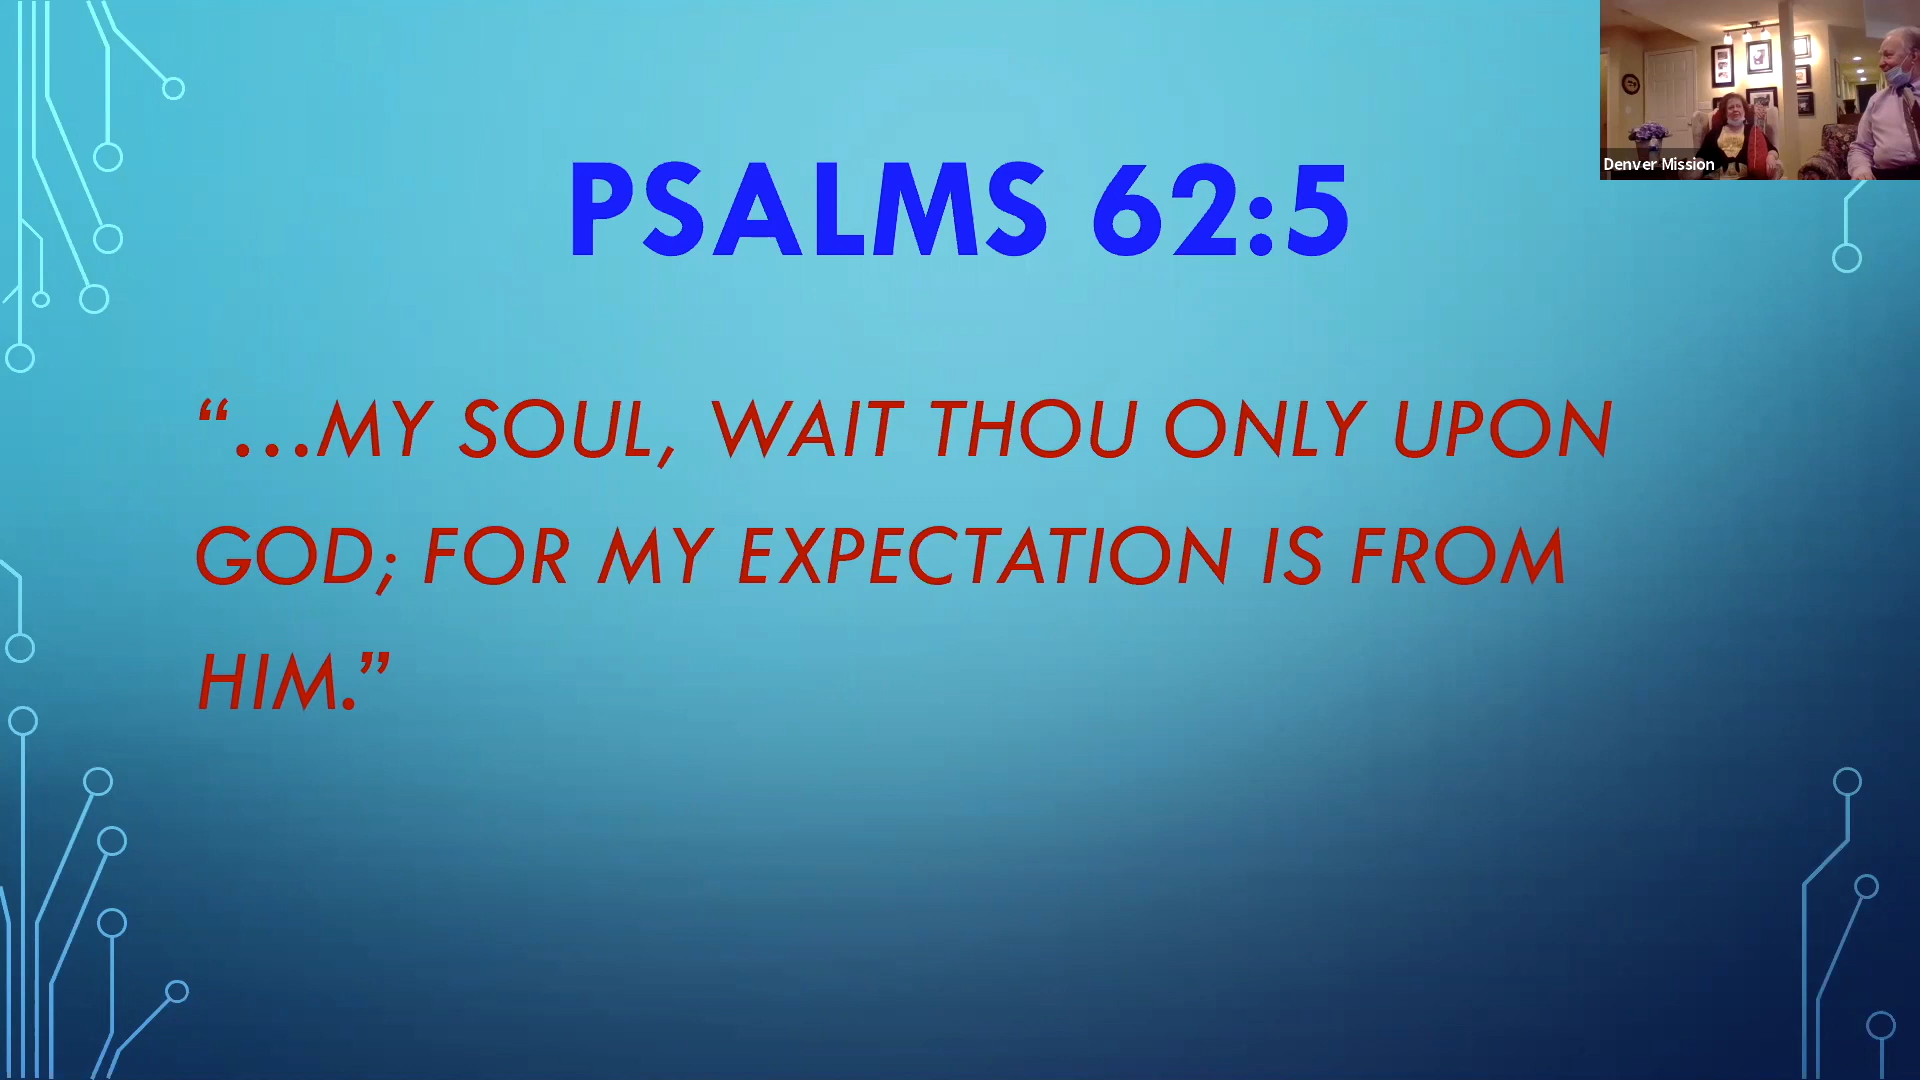 PSALMS 62:5
“...MY SOUL, WAIT THOU ONLY UPON
GOD; FOR MY EXPECTATION IS FROM
HIM.”
Denver Mission